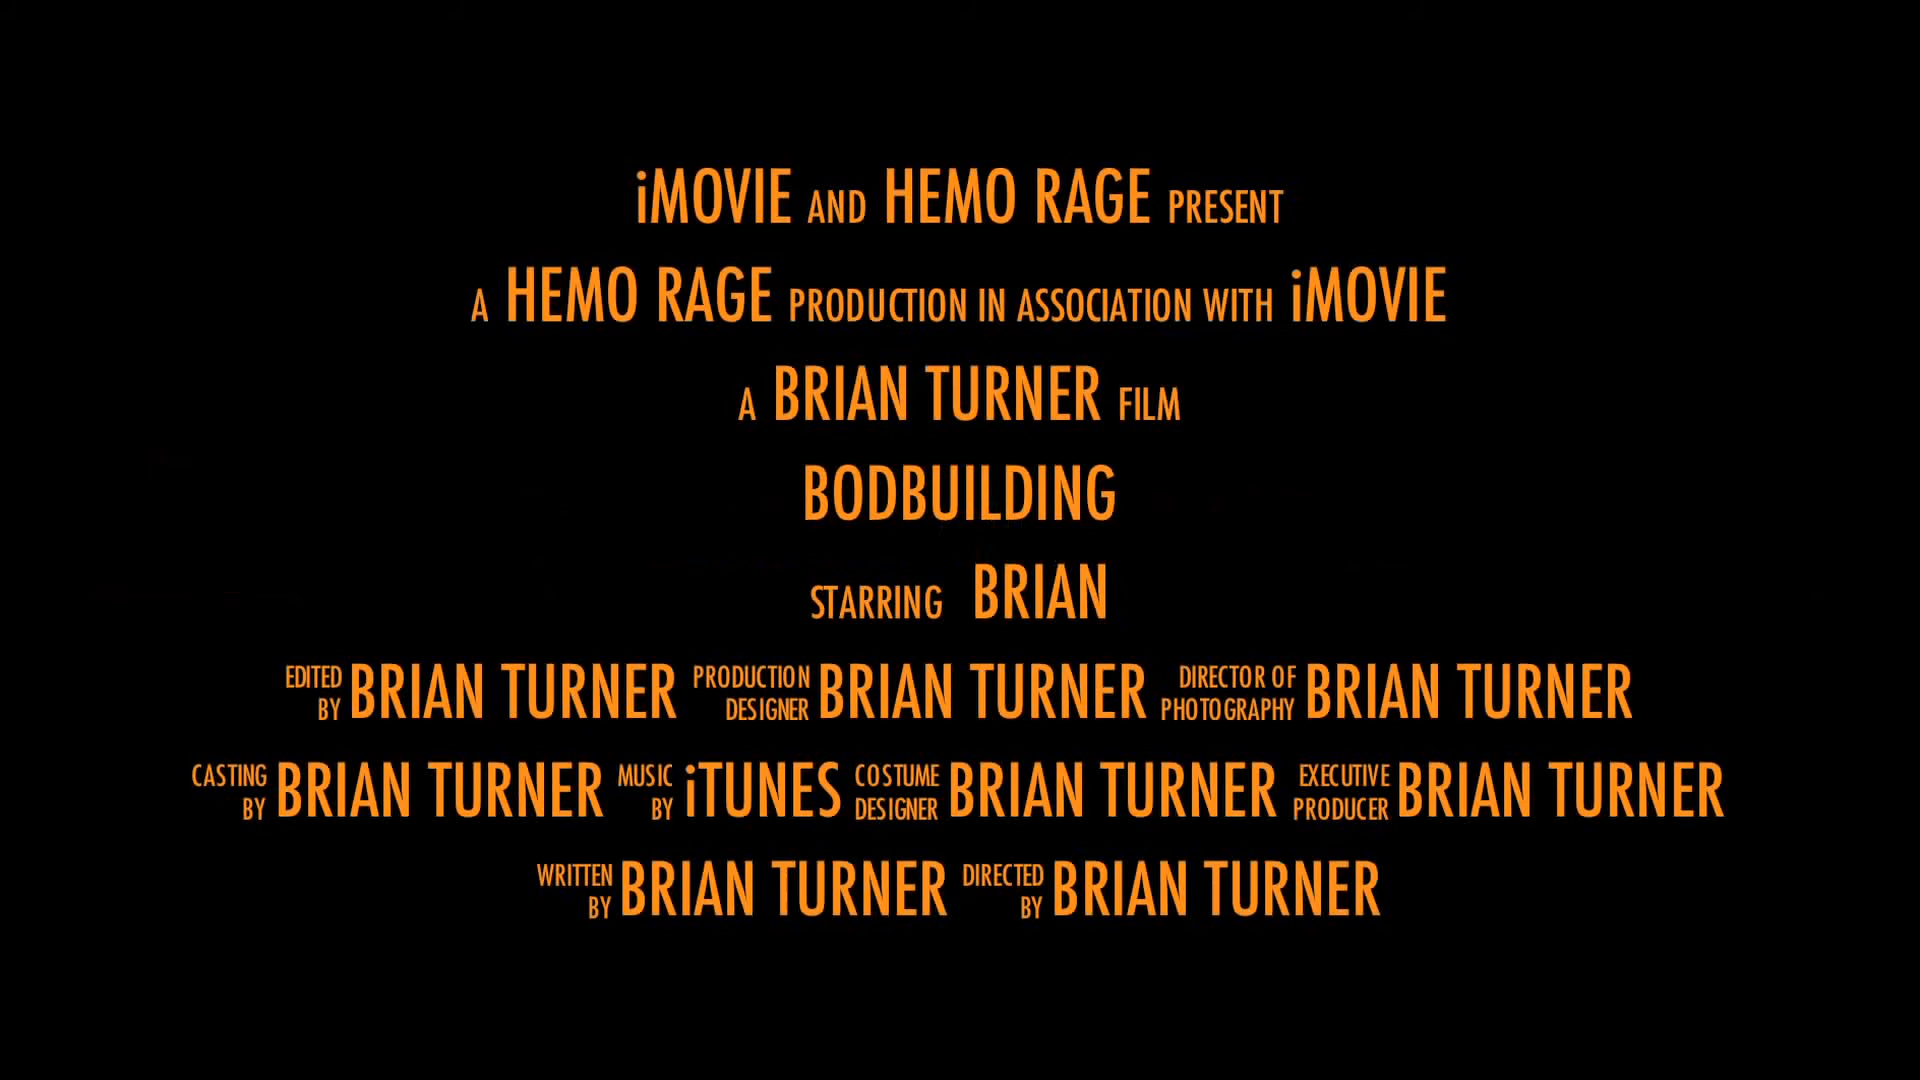 iMOVIE AND HEMO RAGE PRESENT
A HEMO RAGE PRODUCTION IN ASSOCIATION WITH iMOVIE
A BRIAN TURNER FILM
BODBUILDING
STARRING BRIAN
EDITED BY BRIAN TURNER PRODUCTION DESIGNER BRIAN TURNER DIRECTOR OF PHOTOGRAPHY BRIAN TURNER
CASTING BY BRIAN TURNER MUSIC BY iTUNES COSTUME DESIGNER BRIAN TURNER EXECUTIVE PRODUCER BRIAN TURNER
WRITTEN BY BRIAN TURNER DIRECTED BY BRIAN TURNER